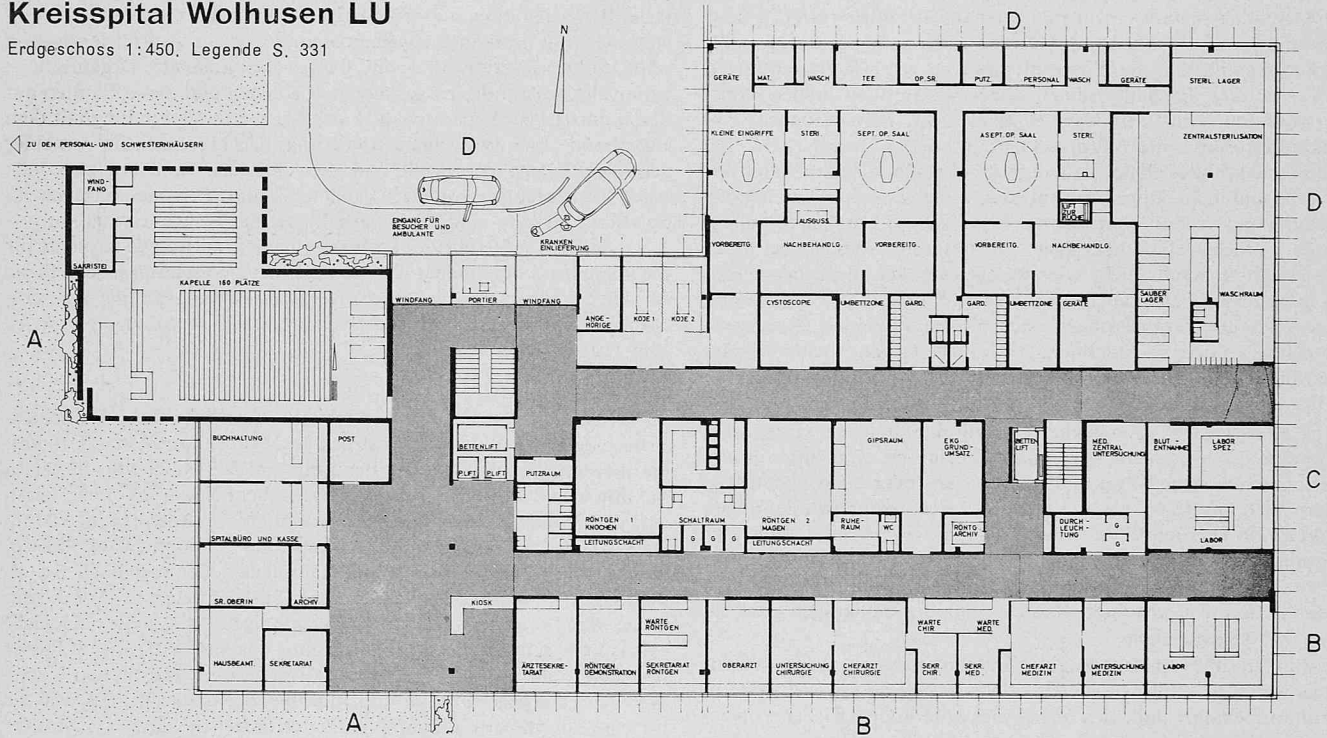 Kreisspital Wolhusen LU
Erdgeschoss 1:450. Legende S. 331
N
D
GERÄTE
MAT.
WASCH
TEE
OP. SR.
PUTZ.
PERSONAL
WASCH
GERÄTE
STERIL. LAGER
ZU DEN PERSONAL- UND SCHWESTERNHÄUSERN
D
KLEINE EINGRIFFE
STERI.
SEPT. OP. SAAL
ASEPT. OP. SAAL
STERI.
ZENTRALSTERILISATION
WIND-
FANG
D
EINGANG FÜR
BESUCHER UND
AMBULANTE
KRANKEN
EINLIEFERUNG
AUSGUSS
LIFT
ZUR
KÜCHE
VORBEREITG.
NACHBEHANDLG.
VORBEREITG.
VORBEREITG.
NACHBEHANDLG.
SAKRISTEI
KAPELLE 160 PLÄTZE
WINDFANG
PORTIER
WINDFANG
ANGE-
HÖRIGE
KOJE 1
KOJE 2
CYSTOSCOPIE
UMBETTZONE
GARD.
GARD.
UMBETTZONE
GERÄTE
SAUBER
LAGER
WASCHRAUM
A
BUCHHALTUNG
POST
BETTENLIFT
P.LIFT
P.LIFT
PUTZRAUM
GIPSRAUM
EKG
GRUND-
UMSATZ.
BETTEN
LIFT
MED.
ZENTRAL
UNTERSUCHUNG
BLUT -
ENTNAHME
LABOR
SPEZ.
C
SPITALBÜRO UND KASSE
RÖNTGEN 1
KNOCHEN
SCHALTRAUM
RÖNTGEN 2
MAGEN
RUHE-
RAUM
WC
RÖNTG
ARCHIV
DURCH -
LEUCH -
TUNG
G
G
LABOR
LEITUNGSCHACHT
G
G
G
LEITUNGSCHACHT
SR. OBERIN
ARCHIV
KIOSK
HAUSBEAMT.
SEKRETARIAT
ÄRZTESEKRE-
TARIAT
RÖNTGEN
DEMONSTRATION
WARTE
RÖNTGEN
SEKRETARIAT
RÖNTGEN
OBERARZT
UNTERSUCHUNG
CHIRURGIE
CHEFARZT
CHIRURGIE
WARTE
CHIR
WARTE
MED.
SEKR.
CHIR.
SEKR.
MED.
CHEFARZT
MEDIZIN
UNTERSUCHUNG
MEDIZIN
LABOR
B
A
B